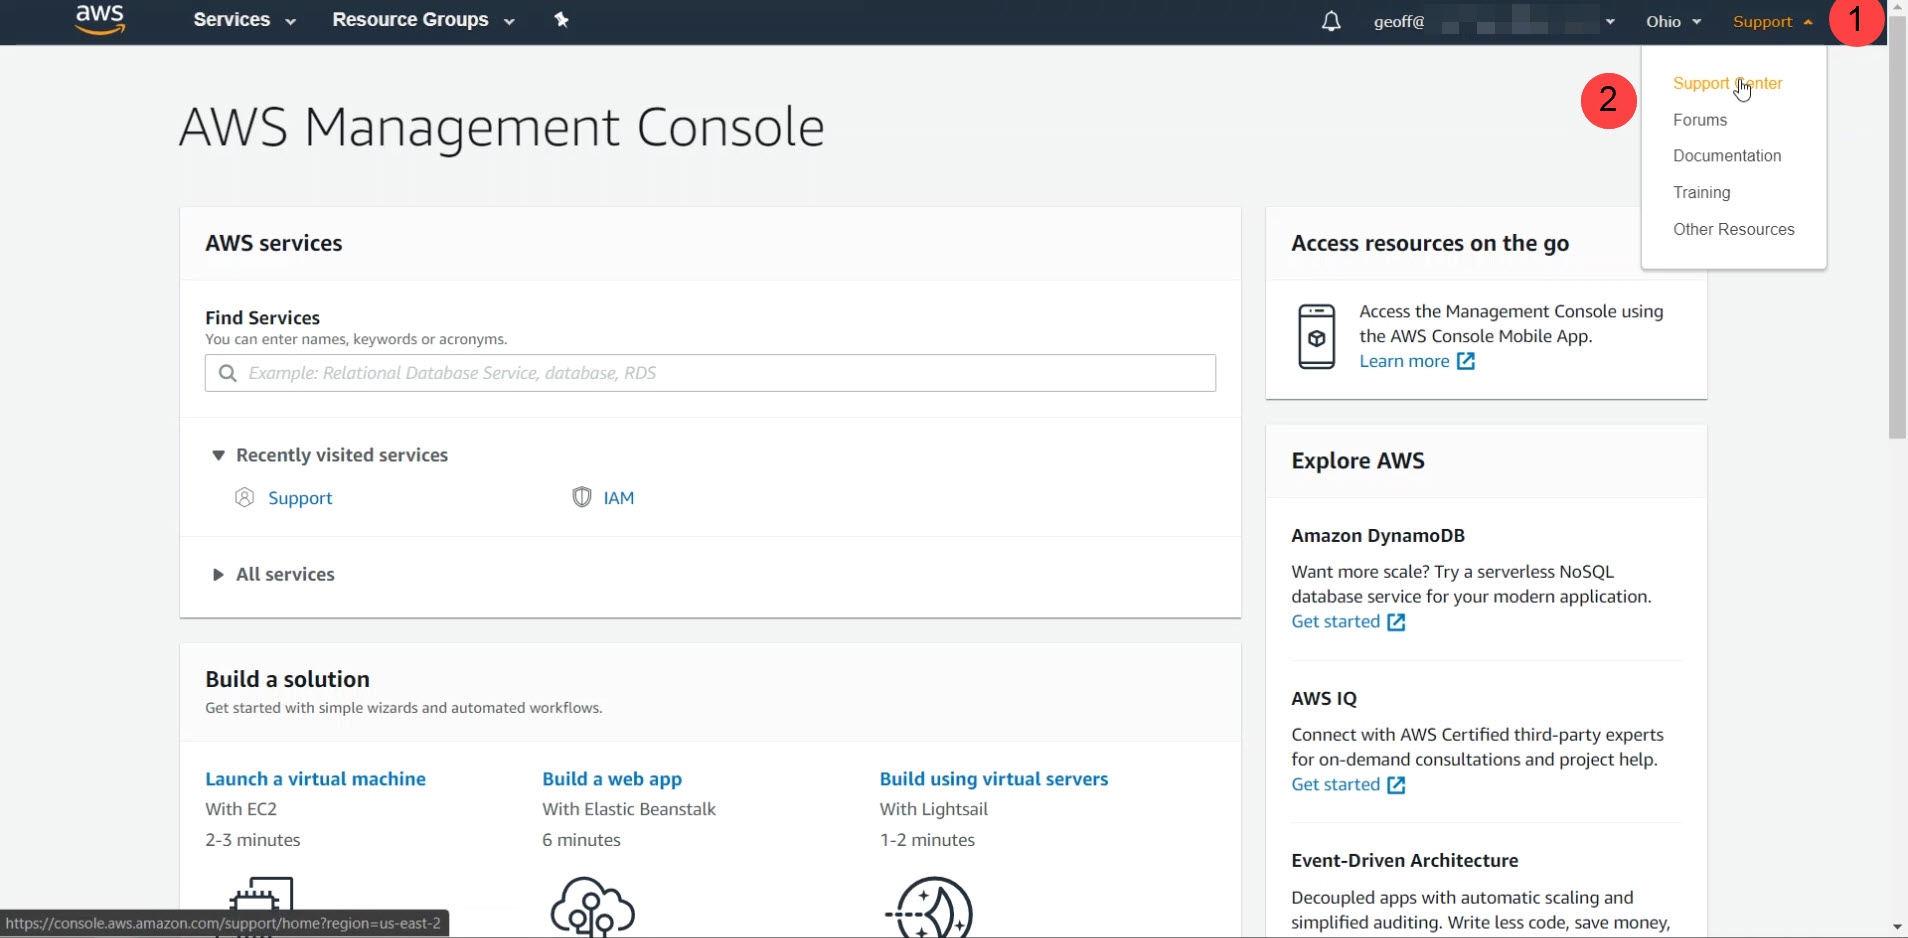 aws
Services
Resource Groups
geoff@
Ohio
Support
1
2
Support Center
Forums
Documentation
Training
Other Resources
AWS Management Console
AWS services
Find Services
You can enter names, keywords or acronyms.
Example: Relational Database Service, database, RDS
Recently visited services
Support
IAM
All services
Build a solution
Get started with simple wizards and automated workflows.
Launch a virtual machine
With EC2
2-3 minutes
Build a web app
With Elastic Beanstalk
6 minutes
Build using virtual servers
With Lightsail
1-2 minutes
Access resources on the go
Access the Management Console using
the AWS Console Mobile App.
Learn more
Explore AWS
Amazon DynamoDB
Want more scale? Try a serverless NoSQL
database service for your modern application.
Get started
AWS IQ
Connect with AWS Certified third-party experts
for on-demand consultations and project help.
Get started
Event-Driven Architecture
Decoupled apps with automatic scaling and
simplified auditing. Write less code, save money,
https://console.aws.amazon.com/support/home?region=us-east-2